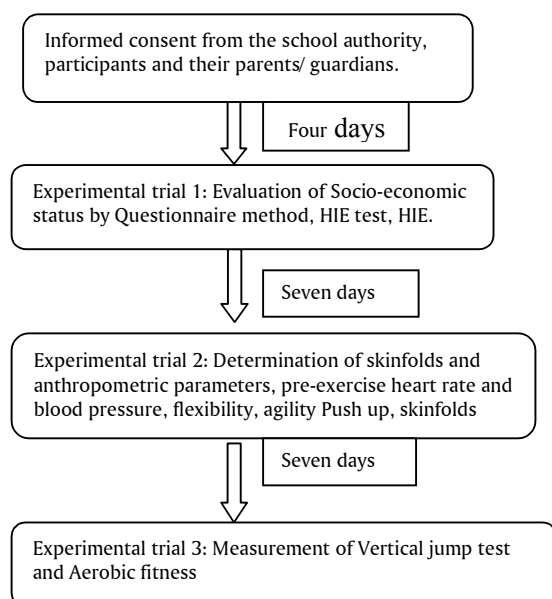 Informed consent from the school authority,
participants and their parents/ guardians.
Four days
Experimental trial 1: Evaluation of Socio-economic
status by Questionnaire method, HIE test, HIE.
Seven days
Experimental trial 2: Determination of skinfolds and
anthropometric parameters, pre-exercise heart rate and
blood pressure, flexibility, agility Push up, skinfolds
Seven days
Experimental trial 3: Measurement of Vertical jump test
and Aerobic fitness